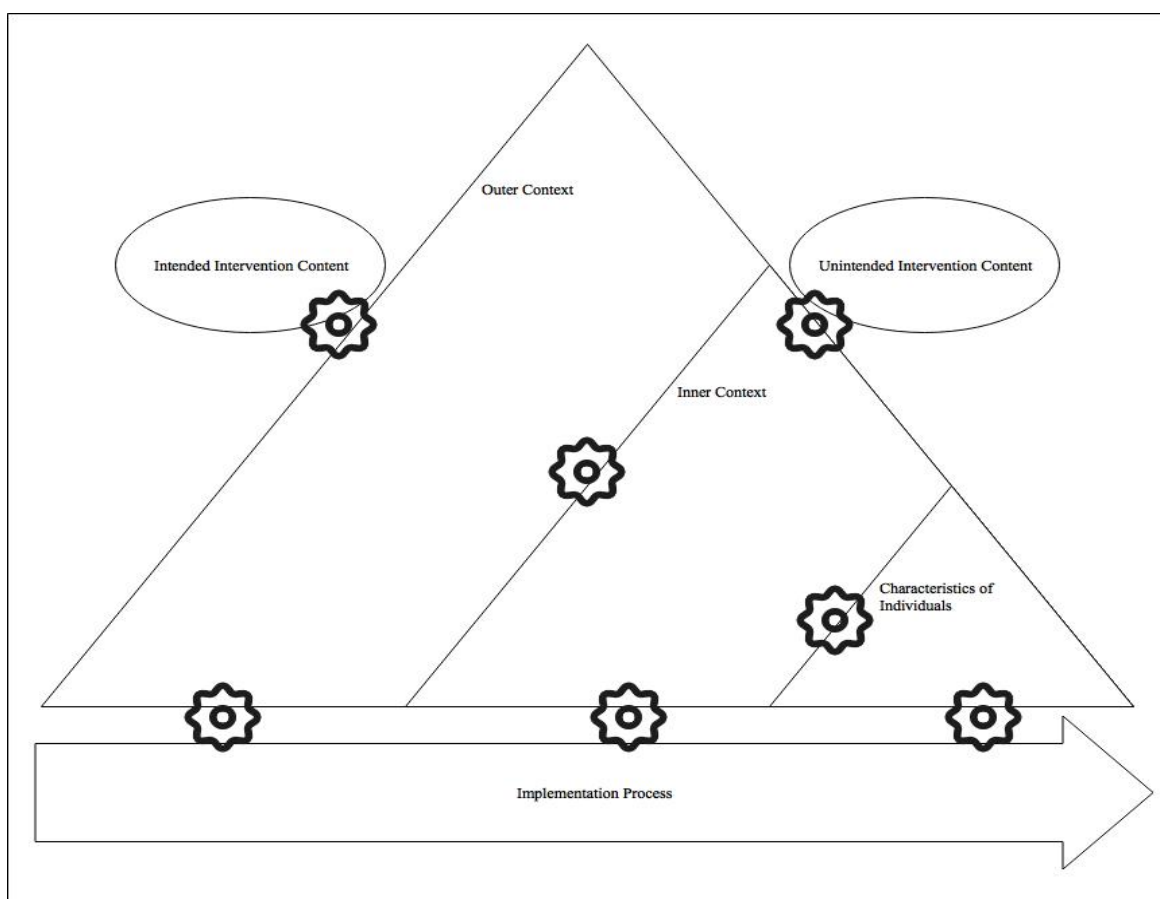 Outer Context
Intended Intervention Content
Unintended Intervention Content
Inner Context
Characteristics of
Individuals
Implementation Process